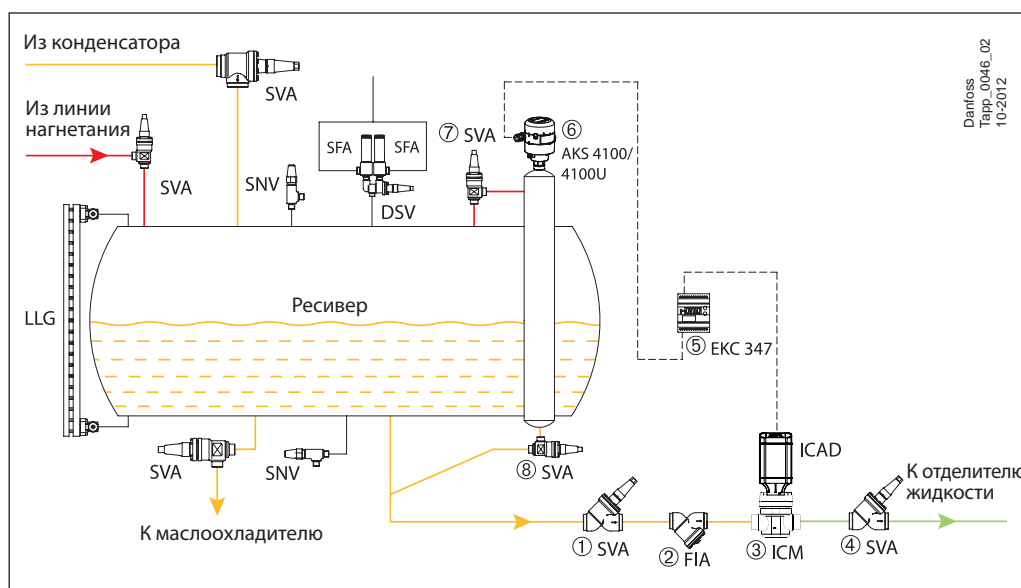 Из конденсатора
SVA
Из линии
нагнетания
SVA
SNV
SFA
SFA
DSV
⑦ SVA
⑥
AKS 4100/
4100U
Danfoss
Tapp_0046_02
10-2012
LLG
Ресивер
⑤ EKC 347
SVA
SNV
⑧ SVA
ICAD
К отделителю
жидкости
К маслоохладителю
① SVA
② FIA
③ ICM
④ SVA